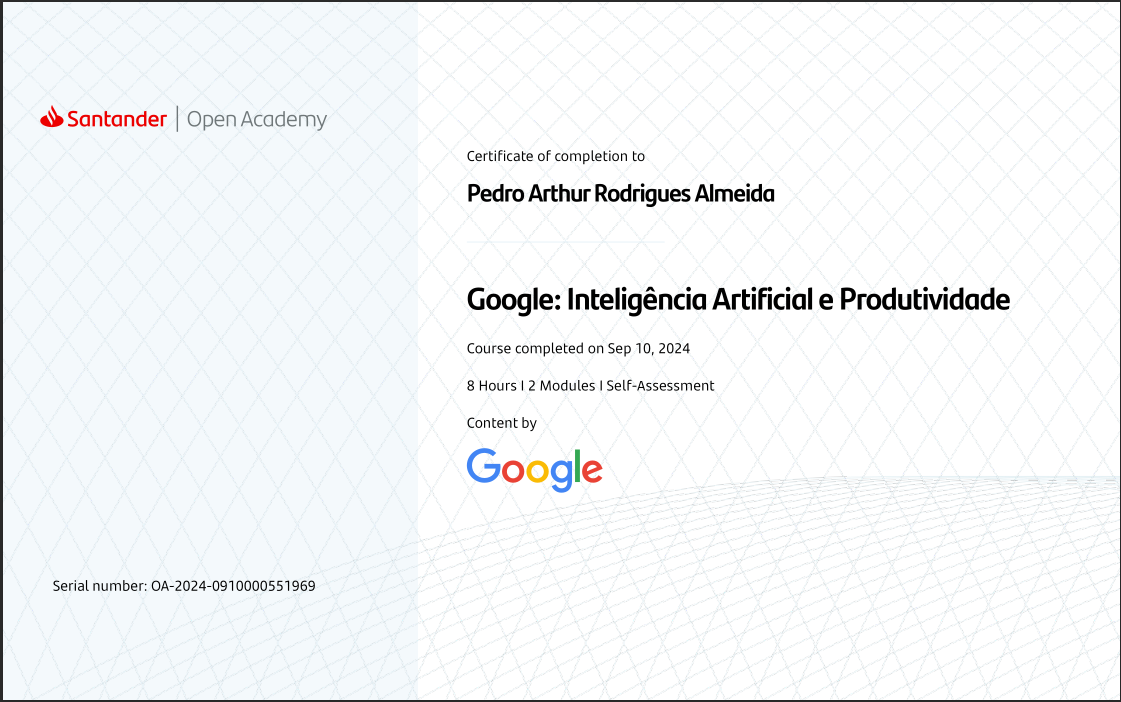 Santander | Open Academy
Certificate of completion to
Pedro Arthur Rodrigues Almeida
Google: Inteligência Artificial e Produtividade
Course completed on Sep 10, 2024
8 Hours I 2 Modules I Self-Assessment
Content by
Google
Serial number: OA-2024-0910000551969